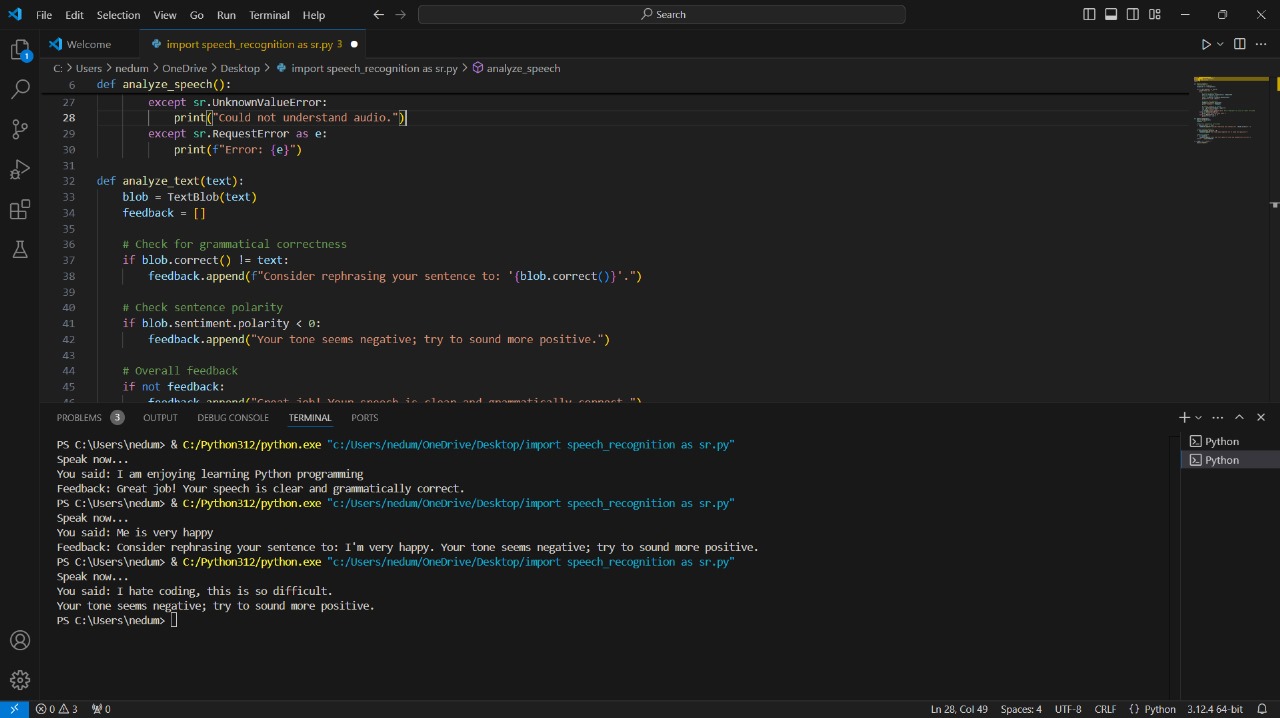 File Edit Selection View Go Run Terminal Help
Search
Welcome
import speech_recognition as sr.py 3
C: > Users > nedum > OneDrive > Desktop > import speech_recognition as sr.py > analyze_speech
6 def analyze_speech():
27 except sr.UnknownValueError:
28 print("Could not understand audio.")
29 except sr.RequestError as e:
30 print(f"Error: {e}")
31
32 def analyze_text(text):
33 blob = TextBlob(text)
34 feedback = []
35
36 # Check for grammatical correctness
37 if blob.correct() != text:
38 feedback.append(f"Consider rephrasing your sentence to: '{blob.correct()}'.")
39
40 # Check sentence polarity
41 if blob.sentiment.polarity < 0:
42 feedback.append("Your tone seems negative; try to sound more positive.")
43
44 # Overall feedback
45 if not feedback:
46 feedback.append("Great job! Your speech is clear and grammatically correct.")
PROBLEMS 3 OUTPUT DEBUG CONSOLE TERMINAL PORTS
PS C:\Users\nedum> & C:/Python312/python.exe "c:/Users/nedum/OneDrive/Desktop/import speech_recognition as sr.py"
Speak now...
You said: I am enjoying learning Python programming
Feedback: Great job! Your speech is clear and grammatically correct.
PS C:\Users\nedum> & C:/Python312/python.exe "c:/Users/nedum/OneDrive/Desktop/import speech_recognition as sr.py"
Speak now...
You said: Me is very happy
Feedback: Consider rephrasing your sentence to: I'm very happy. Your tone seems negative; try to sound more positive.
PS C:\Users\nedum> & C:/Python312/python.exe "c:/Users/nedum/OneDrive/Desktop/import speech_recognition as sr.py"
Speak now...
You said: I hate coding, this is so difficult.
Your tone seems negative; try to sound more positive.
PS C:\Users\nedum>
Python
Python
1
0 3 0
Ln 28, Col 49 Spaces: 4 UTF-8 CRLF {} Python 3.12.4 64-bit